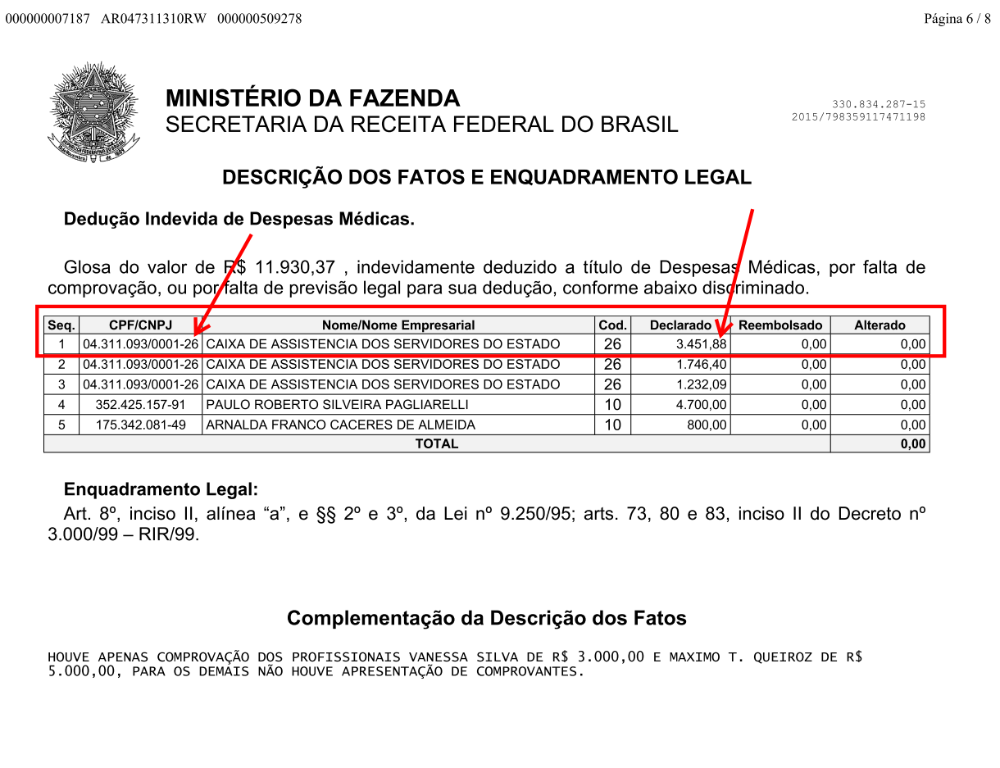 000000007187 AR047311310RW 000000509278 Página 6 / 8
MINISTÉRIO DA FAZENDA
SECRETARIA DA RECEITA FEDERAL DO BRASIL
330.834.287-15
2015/798359117471198
DESCRIÇÃO DOS FATOS E ENQUADRAMENTO LEGAL
Dedução Indevida de Despesas Médicas.
Glosa do valor de R$ 11.930,37 , indevidamente deduzido a título de Despesas Médicas, por falta de
comprovação, ou por falta de previsão legal para sua dedução, conforme abaixo discriminado.
Seq. CPF/CNPJ Nome/Nome Empresarial Cod. Declarado Reembolsado Alterado
1 04.311.093/0001-26 CAIXA DE ASSISTENCIA DOS SERVIDORES DO ESTADO 26 3.451,88 0,00 0,00
2 04.311.093/0001-26 CAIXA DE ASSISTENCIA DOS SERVIDORES DO ESTADO 26 1.746,40 0,00 0,00
3 04.311.093/0001-26 CAIXA DE ASSISTENCIA DOS SERVIDORES DO ESTADO 26 1.232,09 0,00 0,00
4 352.425.157-91 PAULO ROBERTO SILVEIRA PAGLIARELLI 10 4.700,00 0,00 0,00
5 175.342.081-49 ARNALDA FRANCO CACERES DE ALMEIDA 10 800,00 0,00 0,00
TOTAL 0,00
Enquadramento Legal:
Art. 8º, inciso II, alínea “a”, e §§ 2º e 3º, da Lei nº 9.250/95; arts. 73, 80 e 83, inciso II do Decreto nº
3.000/99 – RIR/99.
Complementação da Descrição dos Fatos
HOUVE APENAS COMPROVAÇÃO DOS PROFISSIONAIS VANESSA SILVA DE R$ 3.000,00 E MAXIMO T. QUEIROZ DE R$
5.000,00, PARA OS DEMAIS NÃO HOUVE APRESENTAÇÃO DE COMPROVANTES.